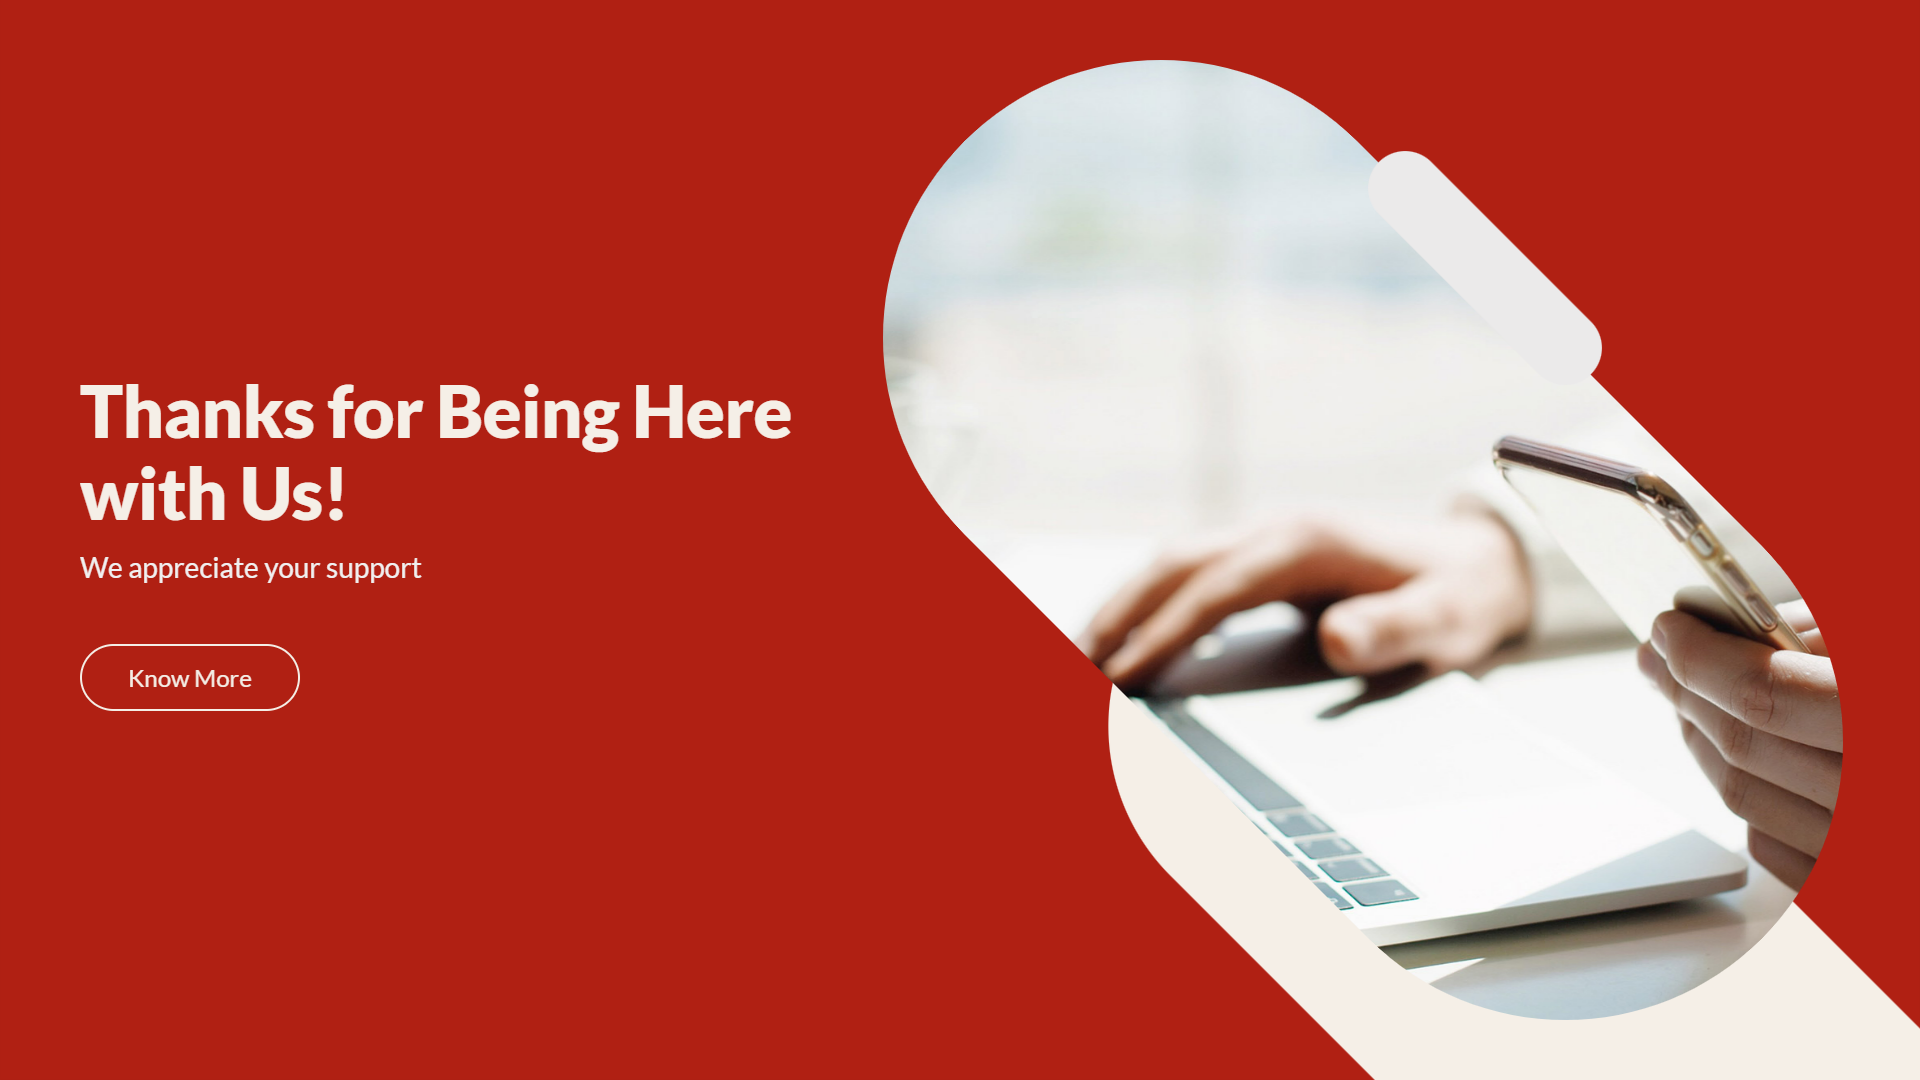 Thanks for Being Here
with Us!
We appreciate your support
Know More